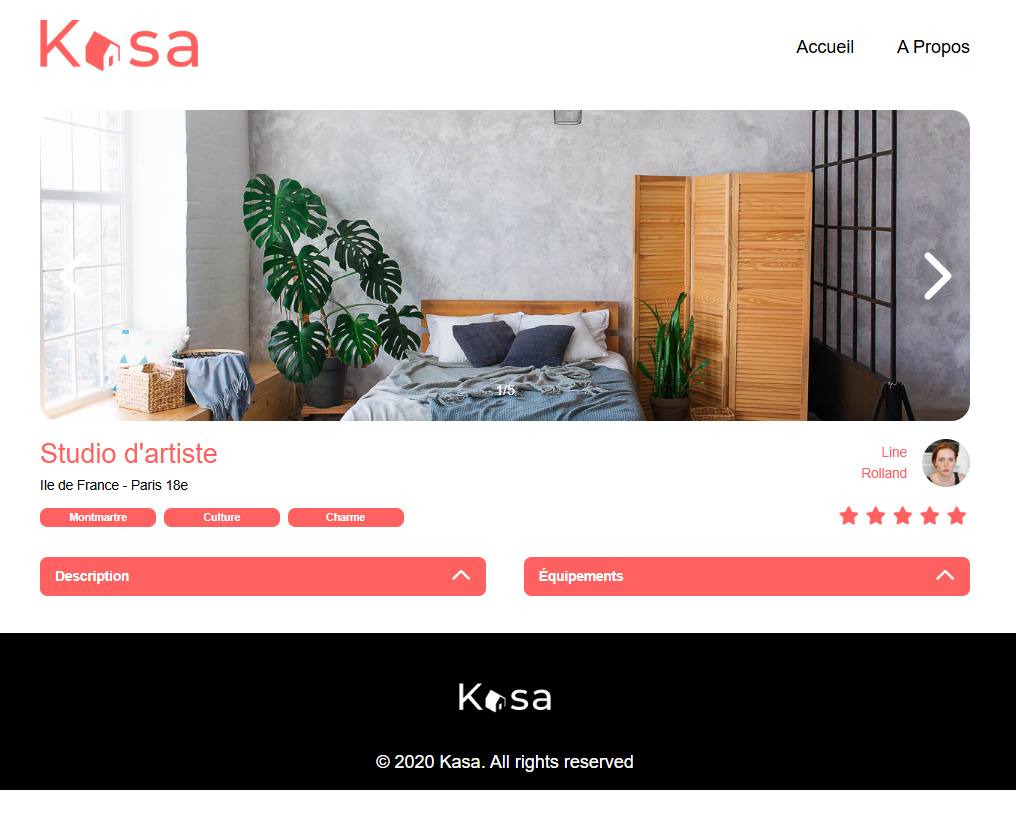 Kasa
Accueil
A Propos
1/5
Studio d'artiste
Ile de France - Paris 18e
Montmartre
Culture
Charme
Line
Rolland
Description
Équipements
Kasa
© 2020 Kasa. All rights reserved